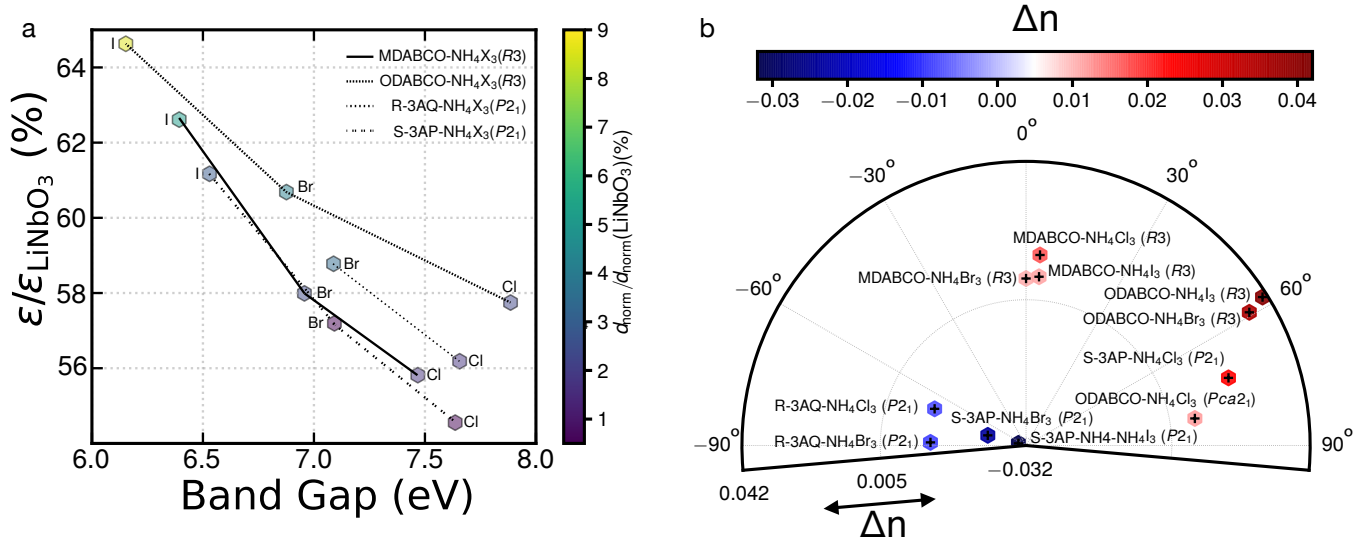 a
ε/ε_LiNbO₃ (%)
64
62
60
58
56
6.0
6.5
7.0
7.5
8.0
Band Gap (eV)
MDABCO-NH₄X₃(R3)
ODABCO-NH₄X₃(R3)
R-3AQ-NH₄X₃(P2₁)
S-3AP-NH₄X₃(P2₁)
I
I
I
Br
Br
Br
Br
Cl
Cl
Cl
Cl
9
8
7
6
5
4
3
2
1
d_norm/d_norm(LiNbO₃)(%)
b
Δn
−0.03
−0.02
−0.01
0.00
0.01
0.02
0.03
0.04
0°
−30°
30°
−60°
60°
−90°
90°
MDABCO-NH₄Cl₃ (R3)
MDABCO-NH₄Br₃ (R3)
MDABCO-NH₄I₃ (R3)
ODABCO-NH₄I₃ (R3)
ODABCO-NH₄Br₃ (R3)
S-3AP-NH₄Cl₃ (P2₁)
ODABCO-NH₄Cl₃ (Pca2₁)
R-3AQ-NH₄Cl₃ (P2₁)
S-3AP-NH₄Br₃ (P2₁)
R-3AQ-NH₄Br₃ (P2₁)
S-3AP-NH4-NH₄I₃ (P2₁)
0.042
0.005
−0.032
Δn